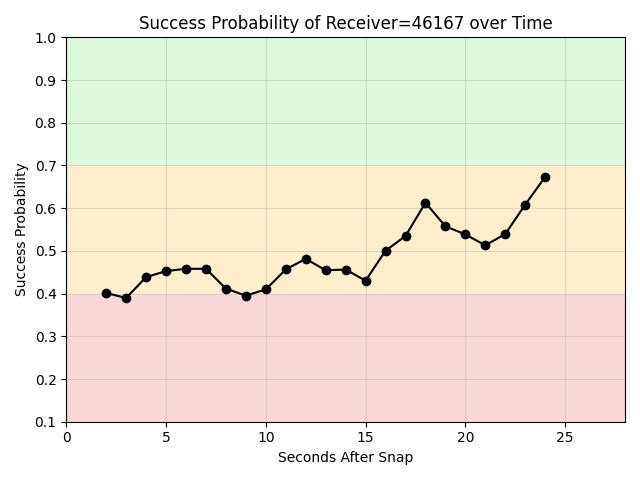 Success Probability of Receiver=46167 over Time
1.0
0.9
0.8
0.7
0.6
0.5
0.4
0.3
0.2
0.1
Success Probability
0 5 10 15 20 25
Seconds After Snap